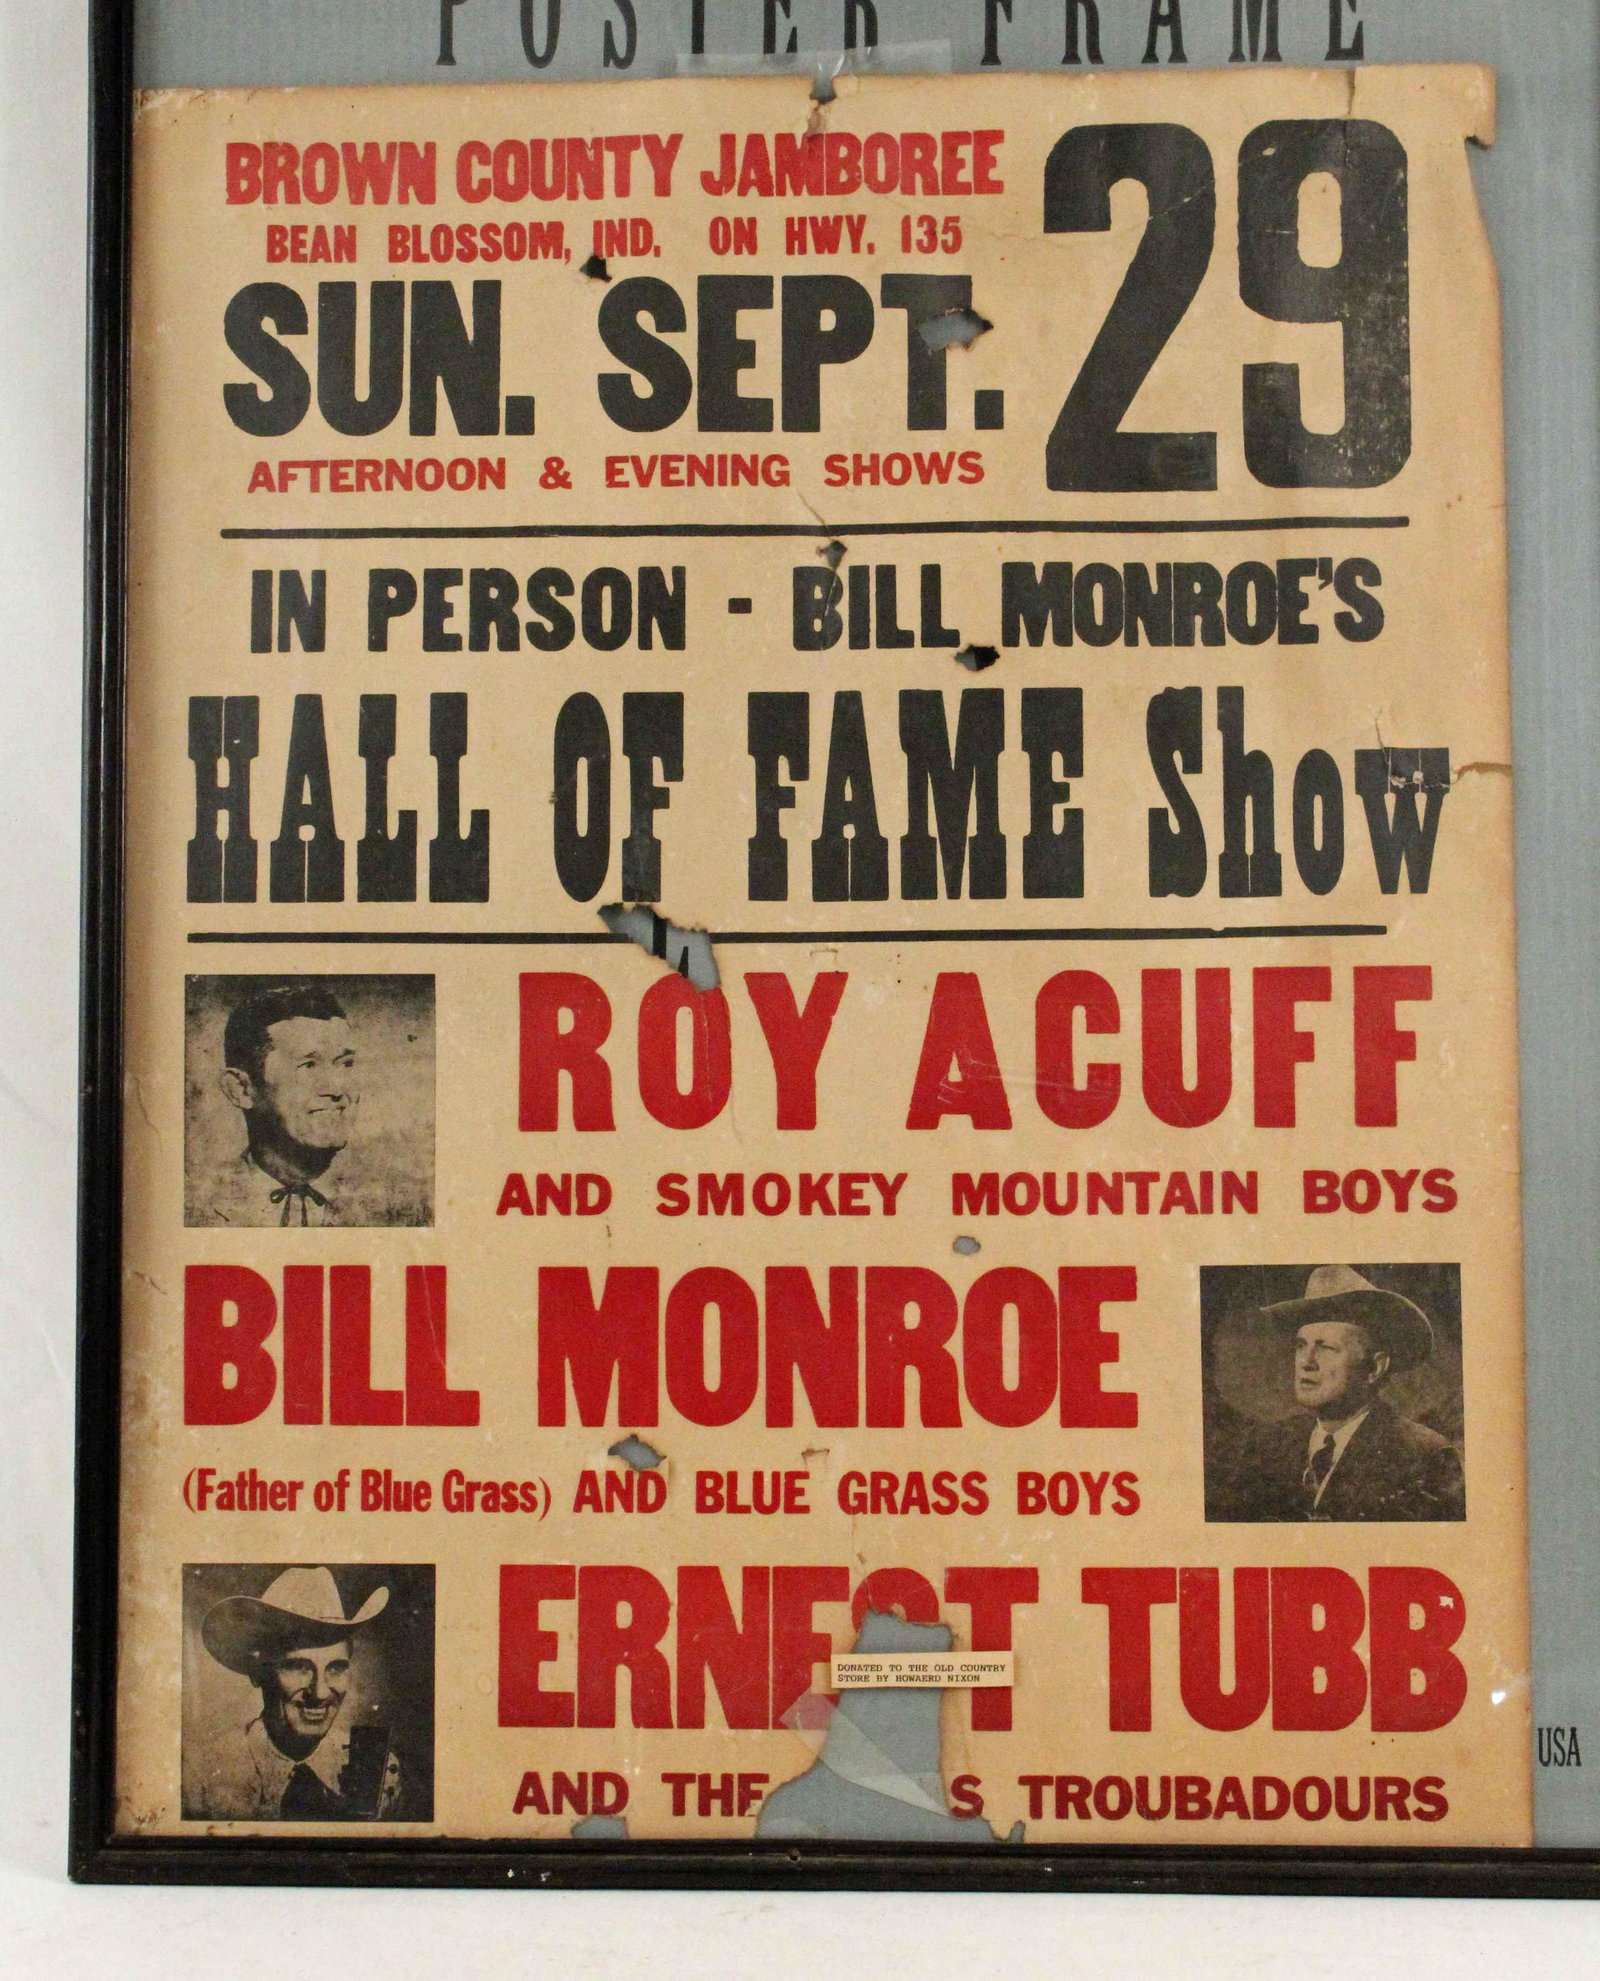 POSTER FRAME
BROWN COUNTY JAMBOREE
BEAN BLOSSOM, IND. ON HWY. 135
SUN. SEPT. 29
AFTERNOON & EVENING SHOWS
IN PERSON - BILL MONROE'S
HALL OF FAME Show
ROY ACUFF
AND SMOKEY MOUNTAIN BOYS
BILL MONROE
(Father of Blue Grass) AND BLUE GRASS BOYS
ERNEST TUBB
DONATED TO THE OLD COUNTRY
STORE BY HOWAERD NIXON
AND THE S TROUBADOURS
USA